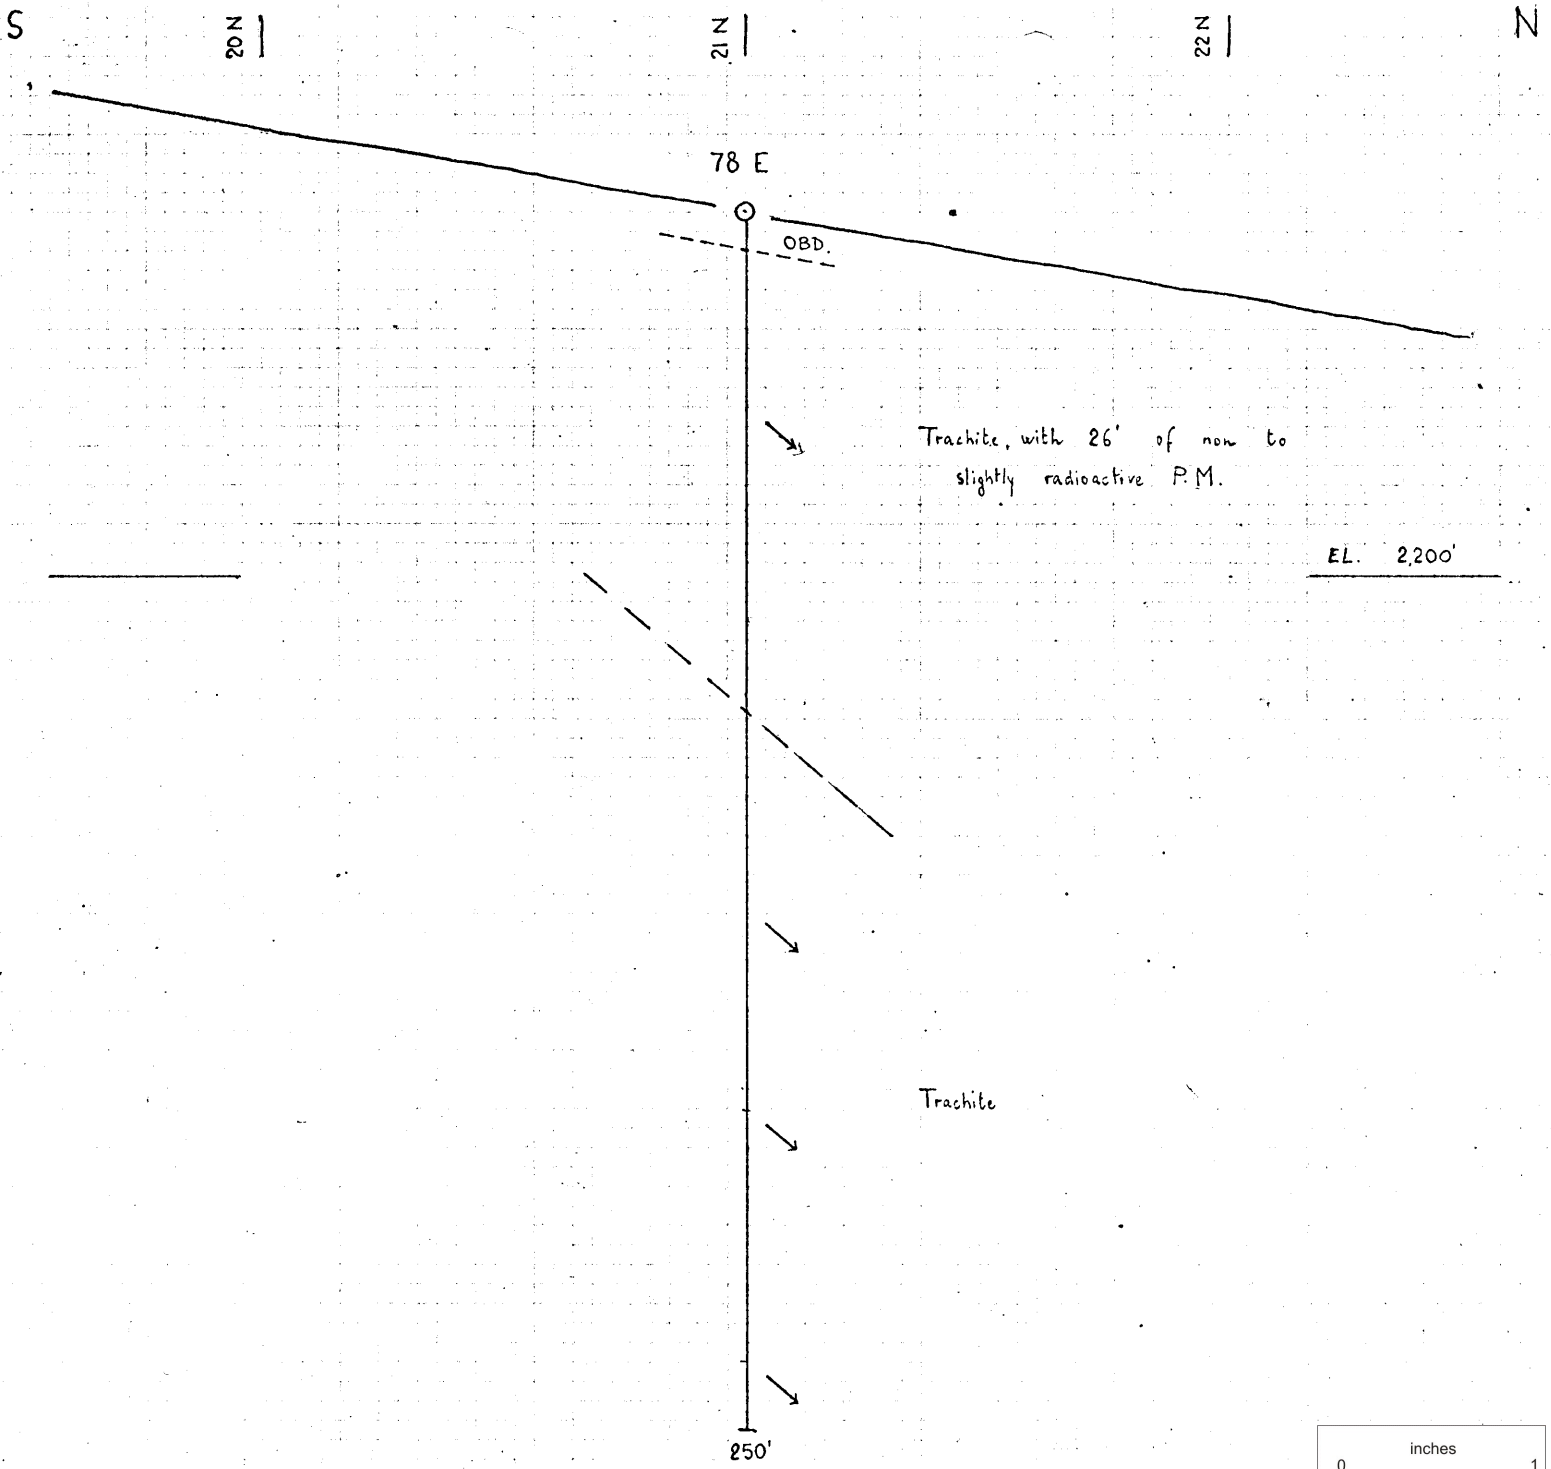 S
20 N
21 N
22 N
N
78 E
OBD.
Trachite, with 26' of non to
slightly radioactive P.M.
EL. 2,200'
Trachite
250'
inches
0 1